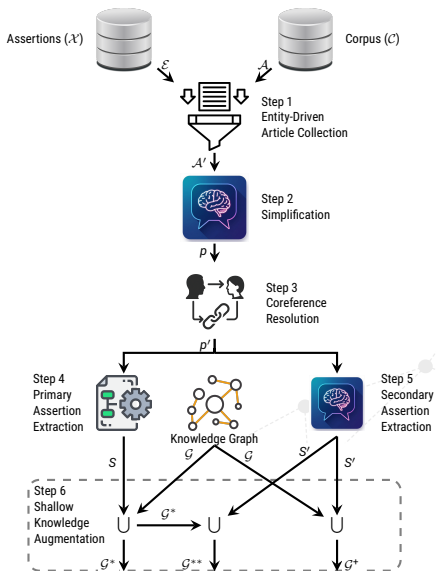 Assertions (𝒳)
Corpus (𝒞)
ℰ
𝒜
Step 1
Entity-Driven
Article Collection
𝒜′
Step 2
Simplification
p
Step 3
Coreference
Resolution
p′
Step 4
Primary
Assertion
Extraction
Step 5
Secondary
Assertion
Extraction
Knowledge Graph
S
𝒢
𝒢
S′
S′
Step 6
Shallow
Knowledge
Augmentation
∪
𝒢*
∪
∪
𝒢*
𝒢**
𝒢⁺